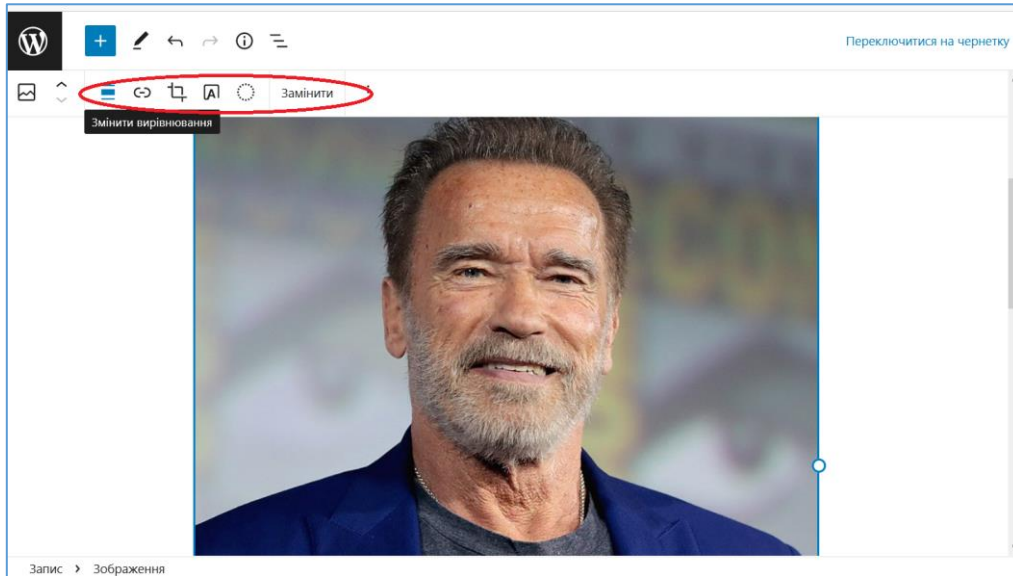 Переключитися на чернетку
Замінити
Змінити вирівнювання
Запис > Зображення